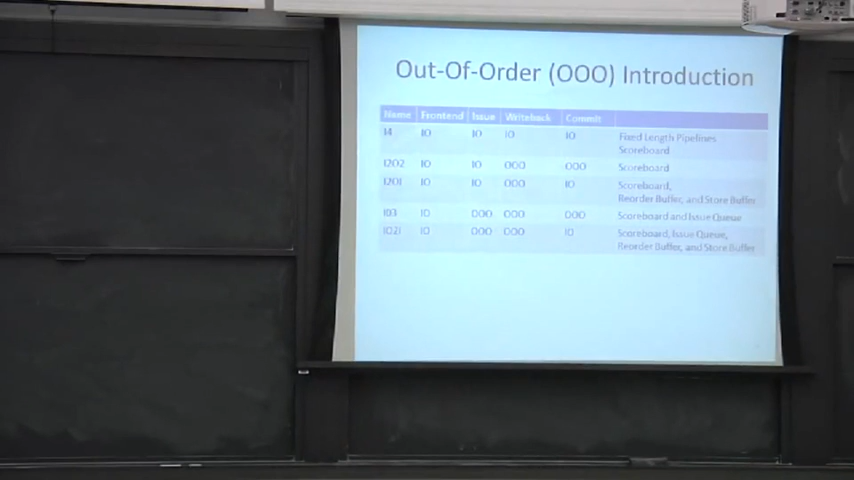 Out-Of-Order (OOO) Introduction
Name Frontend Issue Writeback Commit
I4 IO IO IO IO Fixed Length Pipelines
Scoreboard
I2O2 IO IO OOO OOO Scoreboard
I2OI IO IO OOO IO Scoreboard,
Reorder Buffer, and Store Buffer
IO3 IO OOO OOO OOO Scoreboard and Issue Queue
IO2I IO OOO OOO IO Scoreboard, Issue Queue,
Reorder Buffer, and Store Buffer